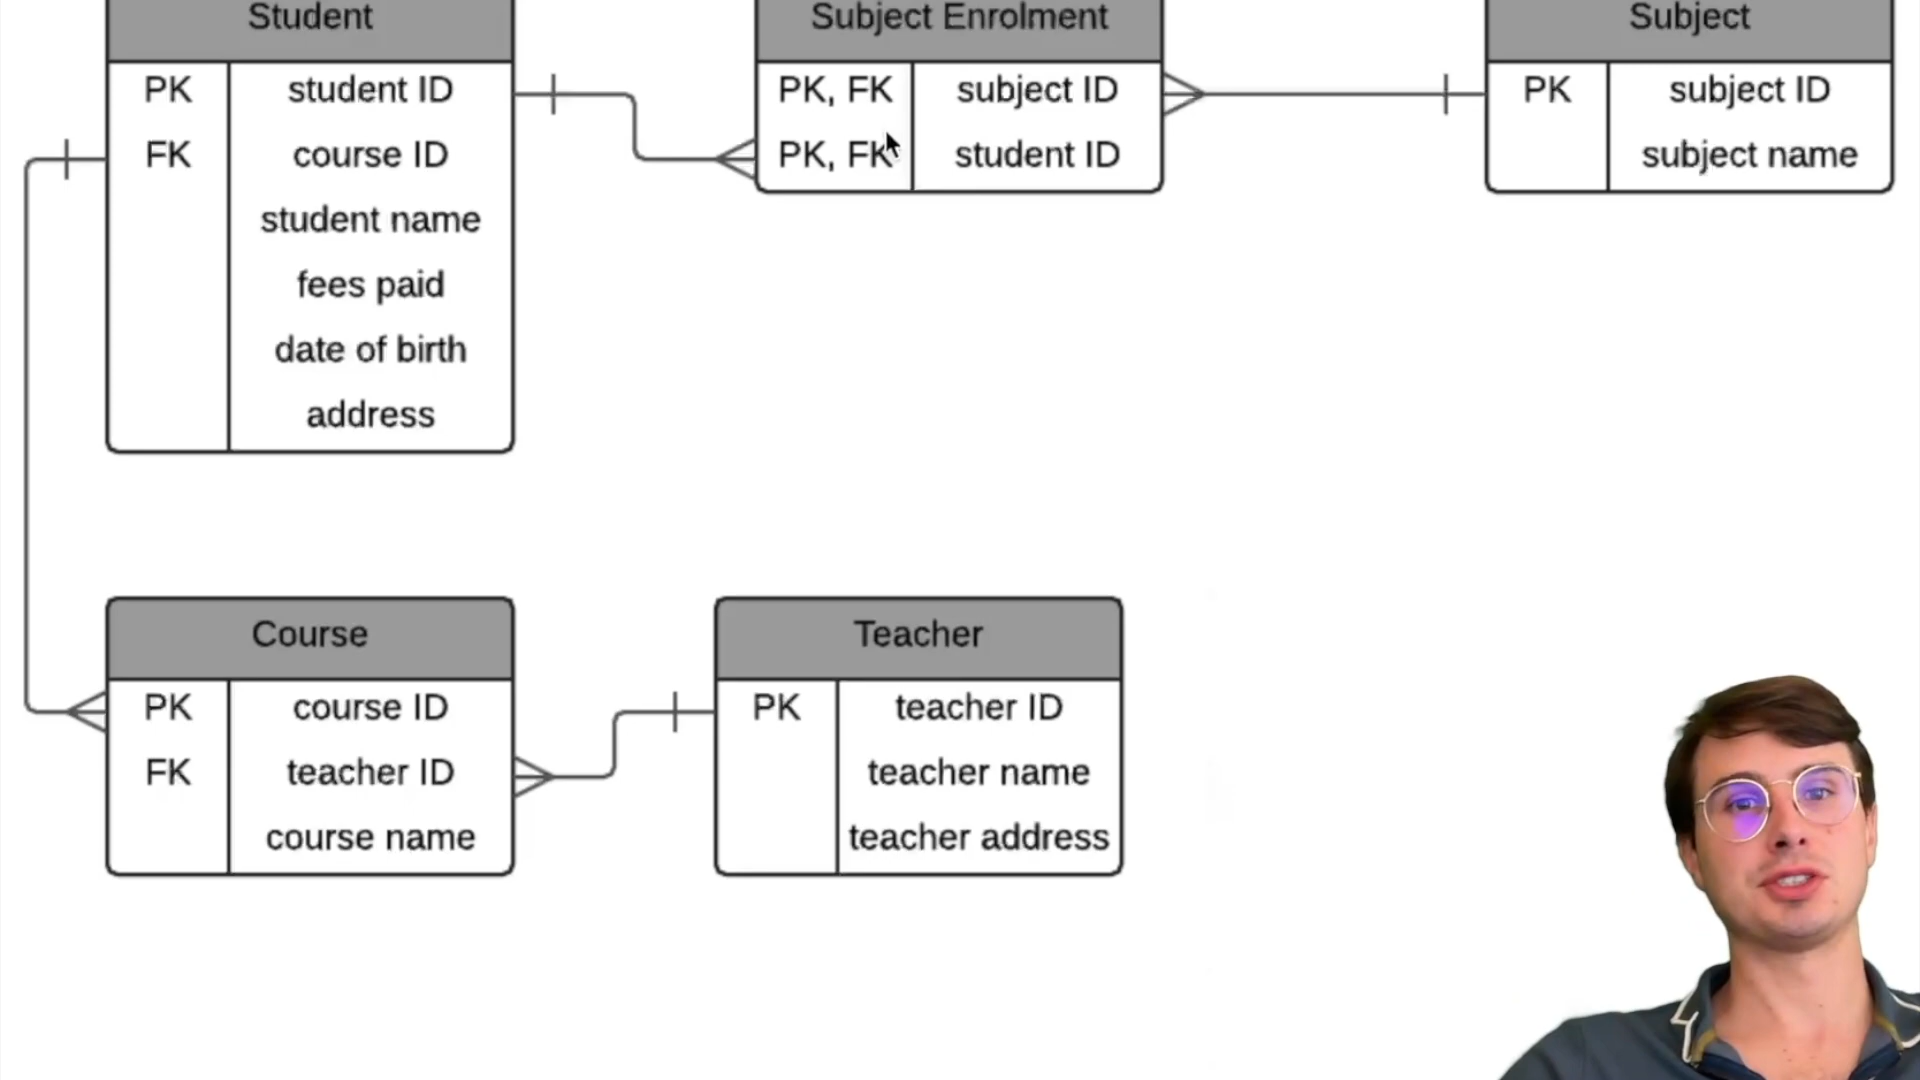 Student
PK student ID
FK course ID
student name
fees paid
date of birth
address
Subject Enrolment
PK, FK subject ID
PK, FK student ID
Subject
PK subject ID
subject name
Course
PK course ID
FK teacher ID
course name
Teacher
PK teacher ID
teacher name
teacher address